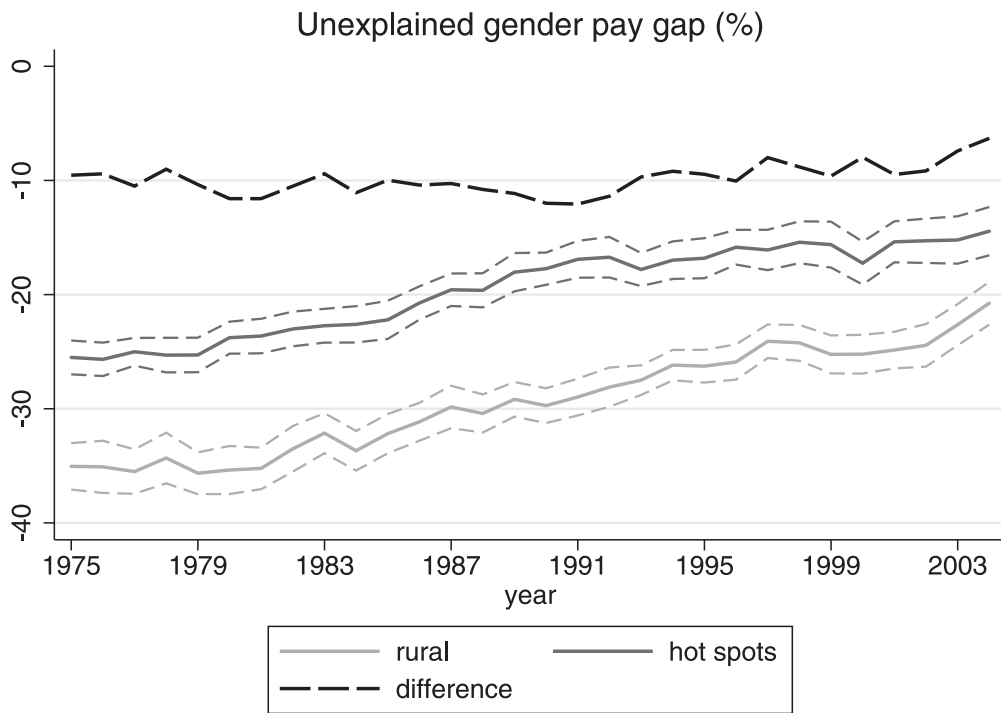 Unexplained gender pay gap (%)
0
-10
-20
-30
-40
1975 1979 1983 1987 1991 1995 1999 2003
year
rural hot spots
difference